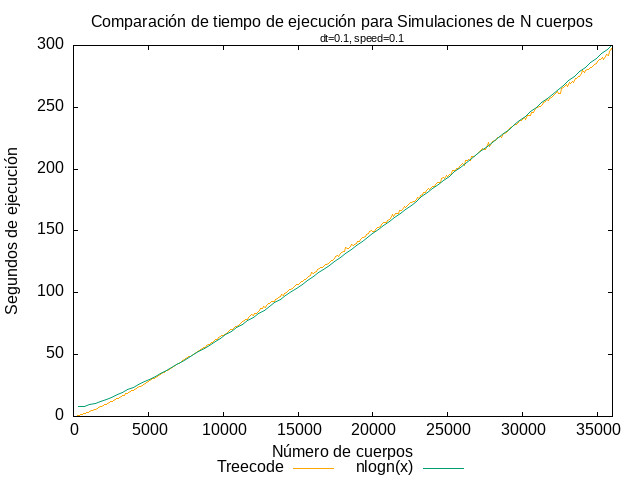 Comparación de tiempo de ejecución para Simulaciones de N cuerpos
dt=0.1, speed=0.1
300
250
200
150
100
50
0
Segundos de ejecución
0 5000 10000 15000 20000 25000 30000 35000
Número de cuerpos
Treecode nlogn(x)